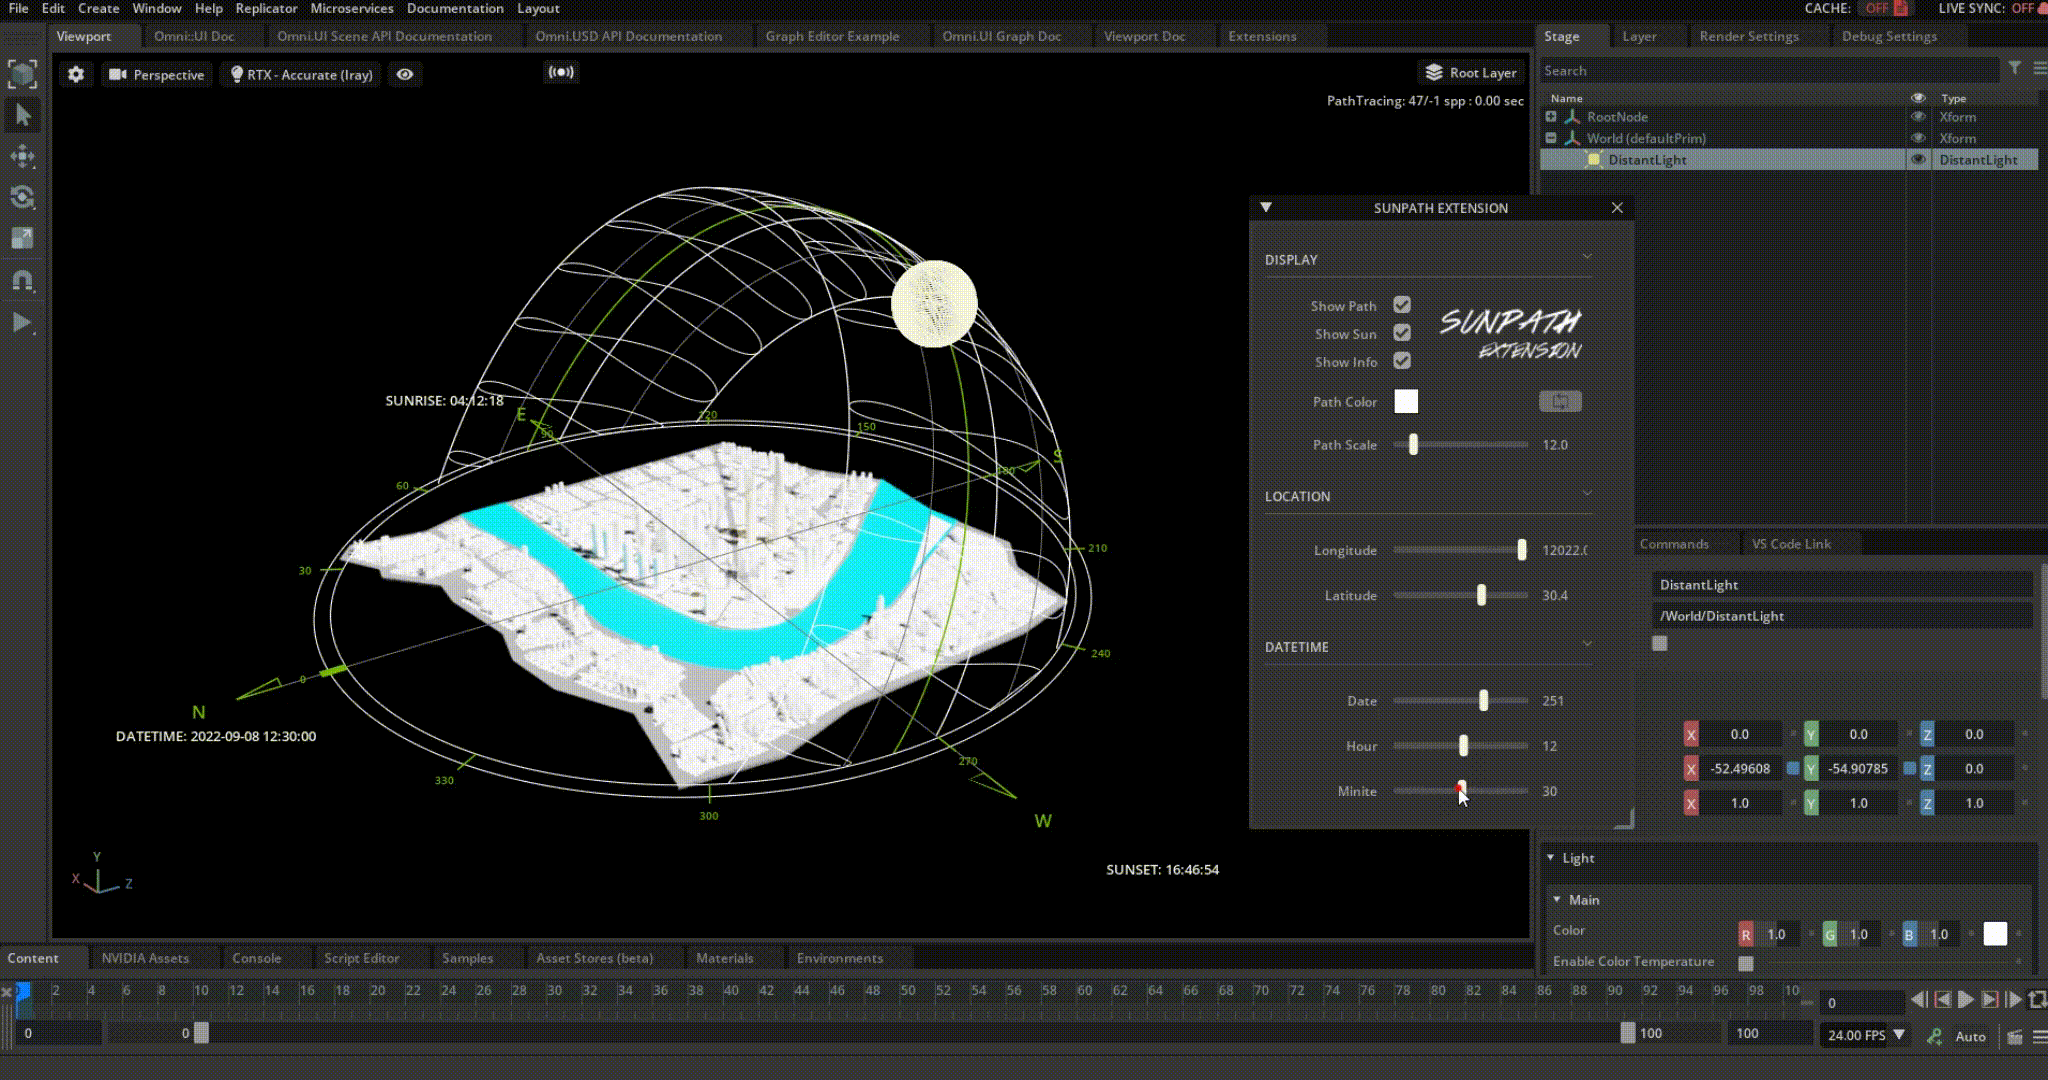 File Edit Create Window Help Replicator Microservices Documentation Layout
CACHE: OFF LIVE SYNC: OFF
Viewport Omni::UI Doc Omni.UI Scene API Documentation Omni.USD API Documentation Graph Editor Example Omni.UI Graph Doc Viewport Doc Extensions
Stage Layer Render Settings Debug Settings
Perspective RTX - Accurate (Iray)
Root Layer
PathTracing: 47/-1 spp : 0.00 sec
Search
Name Type
RootNode Xform
World (defaultPrim) Xform
DistantLight DistantLight
SUNPATH EXTENSION
DISPLAY
Show Path
Show Sun
Show Info
SUNPATH
EXTENSION
Path Color
Path Scale 12.0
LOCATION
Longitude 12022.0
Latitude 30.4
DATETIME
Date 251
Hour 12
Minite 30
SUNRISE: 04:12:18
E
90
120
150
180
S
60
30
210
240
0
N
DATETIME: 2022-09-08 12:30:00
330
300
270
W
SUNSET: 16:46:54
Y
X
Z
Commands VS Code Link
DistantLight
/World/DistantLight
X 0.0 Y 0.0 Z 0.0
X -52.49608 Y -54.90785 Z 0.0
X 1.0 Y 1.0 Z 1.0
Light
Main
Color R 1.0 G 1.0 B 1.0
Enable Color Temperature
Content NVIDIA Assets Console Script Editor Samples Asset Stores (beta) Materials Environments
2 4 6 8 10 12 14 16 18 20 22 24 26 28 30 32 34 36 38 40 42 44 46 48 50 52 54 56 58 60 62 64 66 68 70 72 74 76 78 80 82 84 86 88 90 92 94 96 98 10
0
0 0 100 100 24.00 FPS Auto